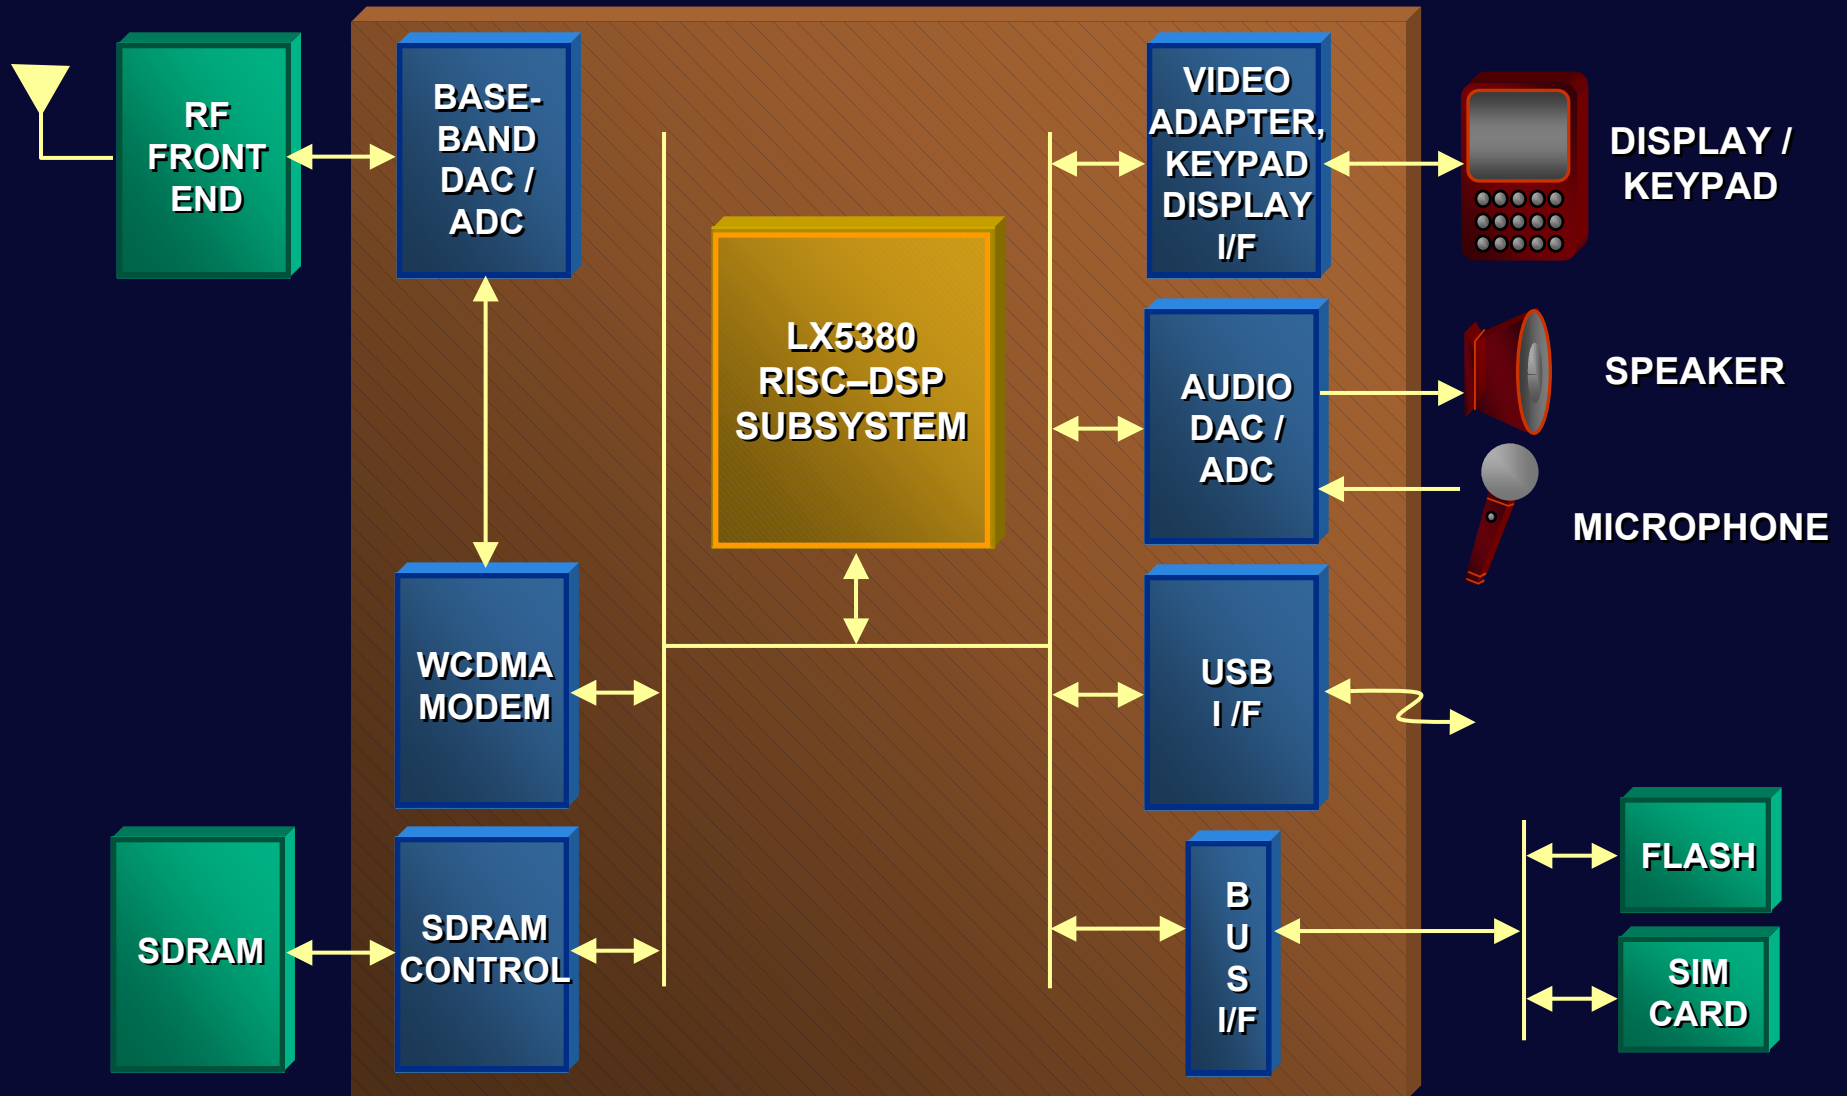 RF
FRONT
END
BASE-
BAND
DAC /
ADC
VIDEO
ADAPTER,
KEYPAD
DISPLAY
I/F
DISPLAY /
KEYPAD
LX5380
RISC–DSP
SUBSYSTEM
AUDIO
DAC /
ADC
SPEAKER
MICROPHONE
WCDMA
MODEM
USB
I /F
SDRAM
SDRAM
CONTROL
B
U
S
I/F
FLASH
SIM
CARD